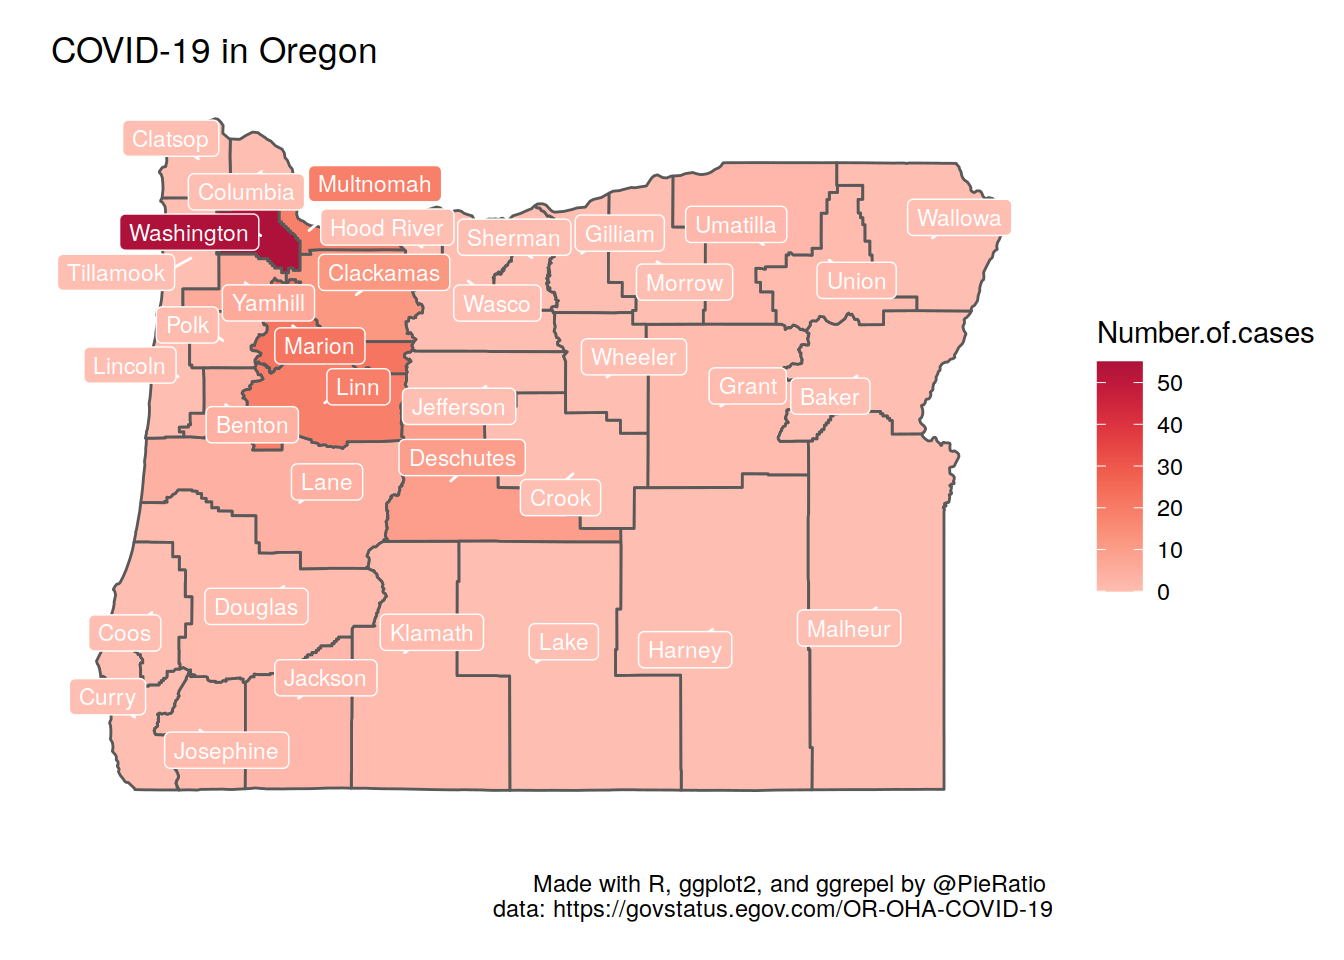 COVID-19 in Oregon
Clatsop
Columbia
Multnomah
Washington
Hood River
Sherman
Gilliam
Umatilla
Wallowa
Tillamook
Clackamas
Morrow
Union
Yamhill
Wasco
Polk
Marion
Wheeler
Lincoln
Linn
Grant
Baker
Jefferson
Benton
Deschutes
Lane
Crook
Douglas
Coos
Klamath
Lake
Harney
Malheur
Jackson
Curry
Josephine
Number.of.cases
50
40
30
20
10
0
Made with R, ggplot2, and ggrepel by @PieRatio
data: https://govstatus.egov.com/OR-OHA-COVID-19